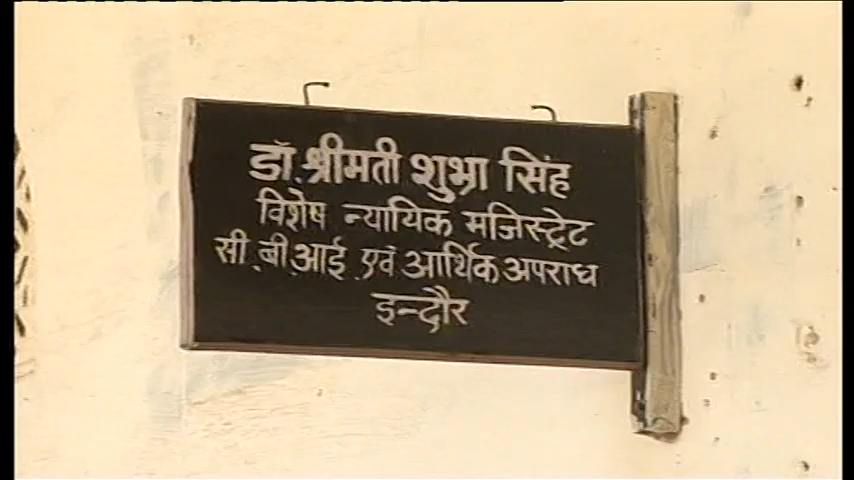 डॉ. श्रीमती शुभ्रा सिंह
विशेष न्यायिक मजिस्ट्रेट
सी.बी.आई एवं आर्थिक अपराध
इन्दौर